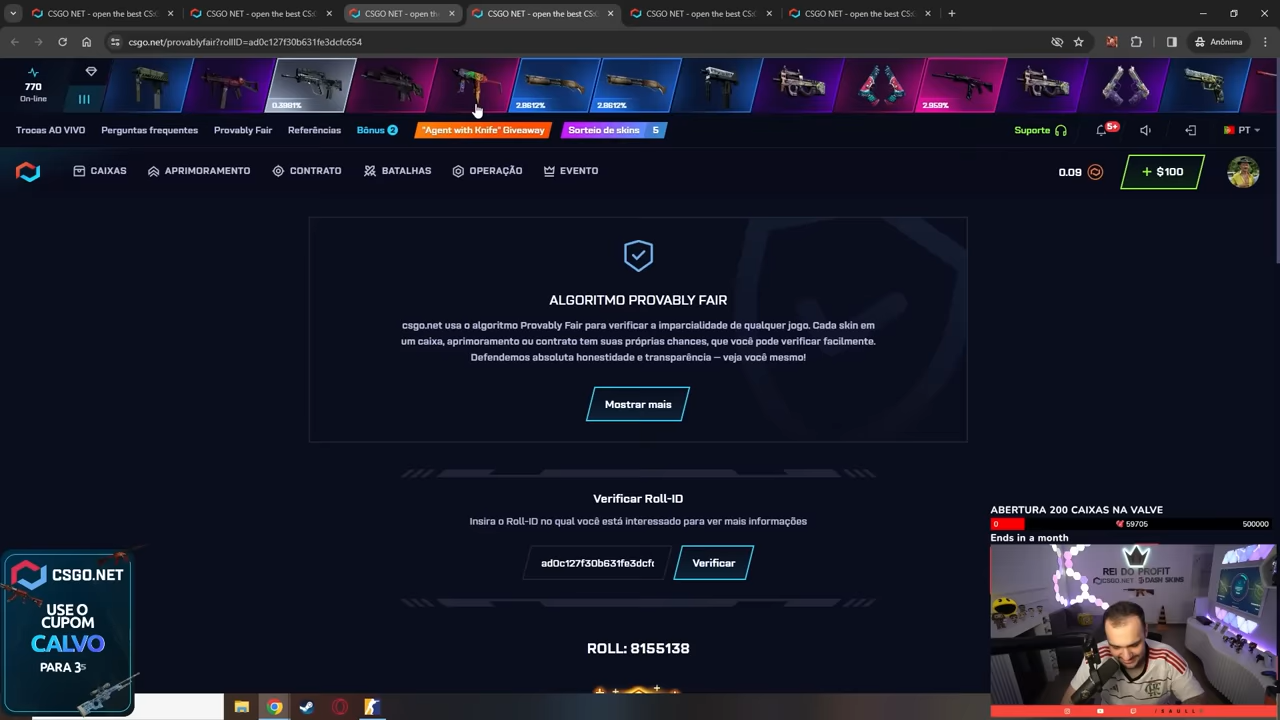 CSGO NET - open the best CS:
CSGO NET - open the best CS:
CSGO NET - open the best
CSGO NET - open the best CS:
CSGO NET - open the best CS:
CSGO NET - open the best CS:
csgo.net/provablyfair?rollID=ad0c127f30b631fe3dcfc654
Anônima
770
On-line
0.3981%
2.8612%
2.8612%
2.959%
Trocas AO VIVO
Perguntas frequentes
Provably Fair
Referências
Bônus 2
"Agent with Knife" Giveaway
Sorteio de skins 5
Suporte
5+
PT
CAIXAS
APRIMORAMENTO
CONTRATO
BATALHAS
OPERAÇÃO
EVENTO
0.09
+ $100
ALGORITMO PROVABLY FAIR
csgo.net usa o algoritmo Provably Fair para verificar a imparcialidade de qualquer jogo. Cada skin em
um caixa, aprimoramento ou contrato tem suas próprias chances, que você pode verificar facilmente.
Defendemos absoluta honestidade e transparência — veja você mesmo!
Mostrar mais
Verificar Roll-ID
Insira o Roll-ID no qual você está interessado para ver mais informações
ad0c127f30b631fe3dcf
Verificar
ROLL: 8155138
CSGO.NET
USE O
CUPOM
CALVO
PARA 35
ABERTURA 200 CAIXAS NA VALVE
0 59705 500000
Ends in a month
REI DO PROFIT
CSGO.NET DASH SKINS